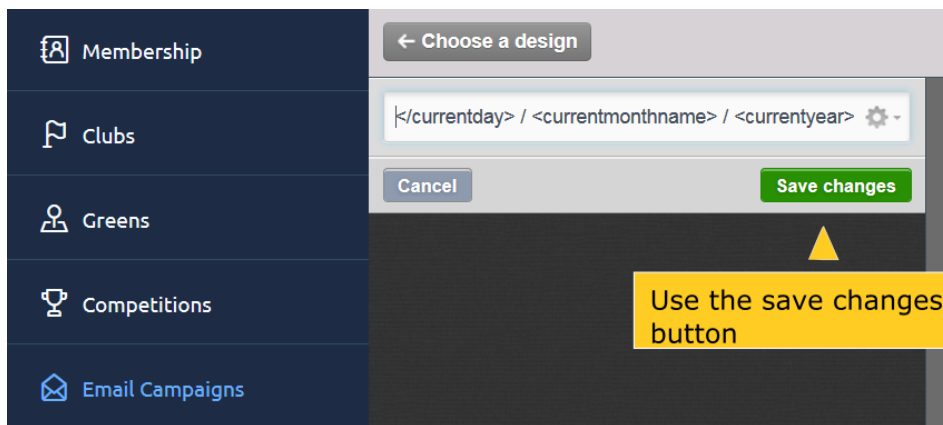 Membership
Clubs
Greens
Competitions
Email Campaigns
← Choose a design
</currentday> / <currentmonthname> / <currentyear>
Cancel
Save changes
Use the save changes
button